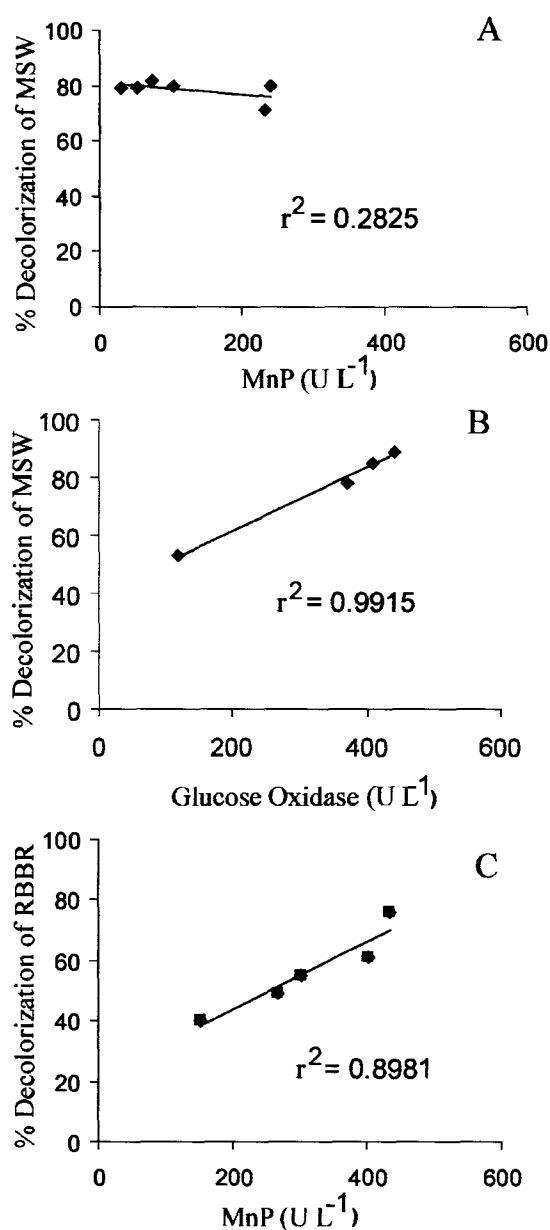 A
% Decolorization of MSW
100
80
60
40
20
0
r² = 0.2825
0 200 400 600
MnP (U L⁻¹)
B
% Decolorization of MSW
100
80
60
40
20
0
r² = 0.9915
0 200 400 600
Glucose Oxidase (U L⁻¹)
C
% Decolorization of RBBR
100
80
60
40
20
0
r² = 0.8981
0 200 400 600
MnP (U L⁻¹)